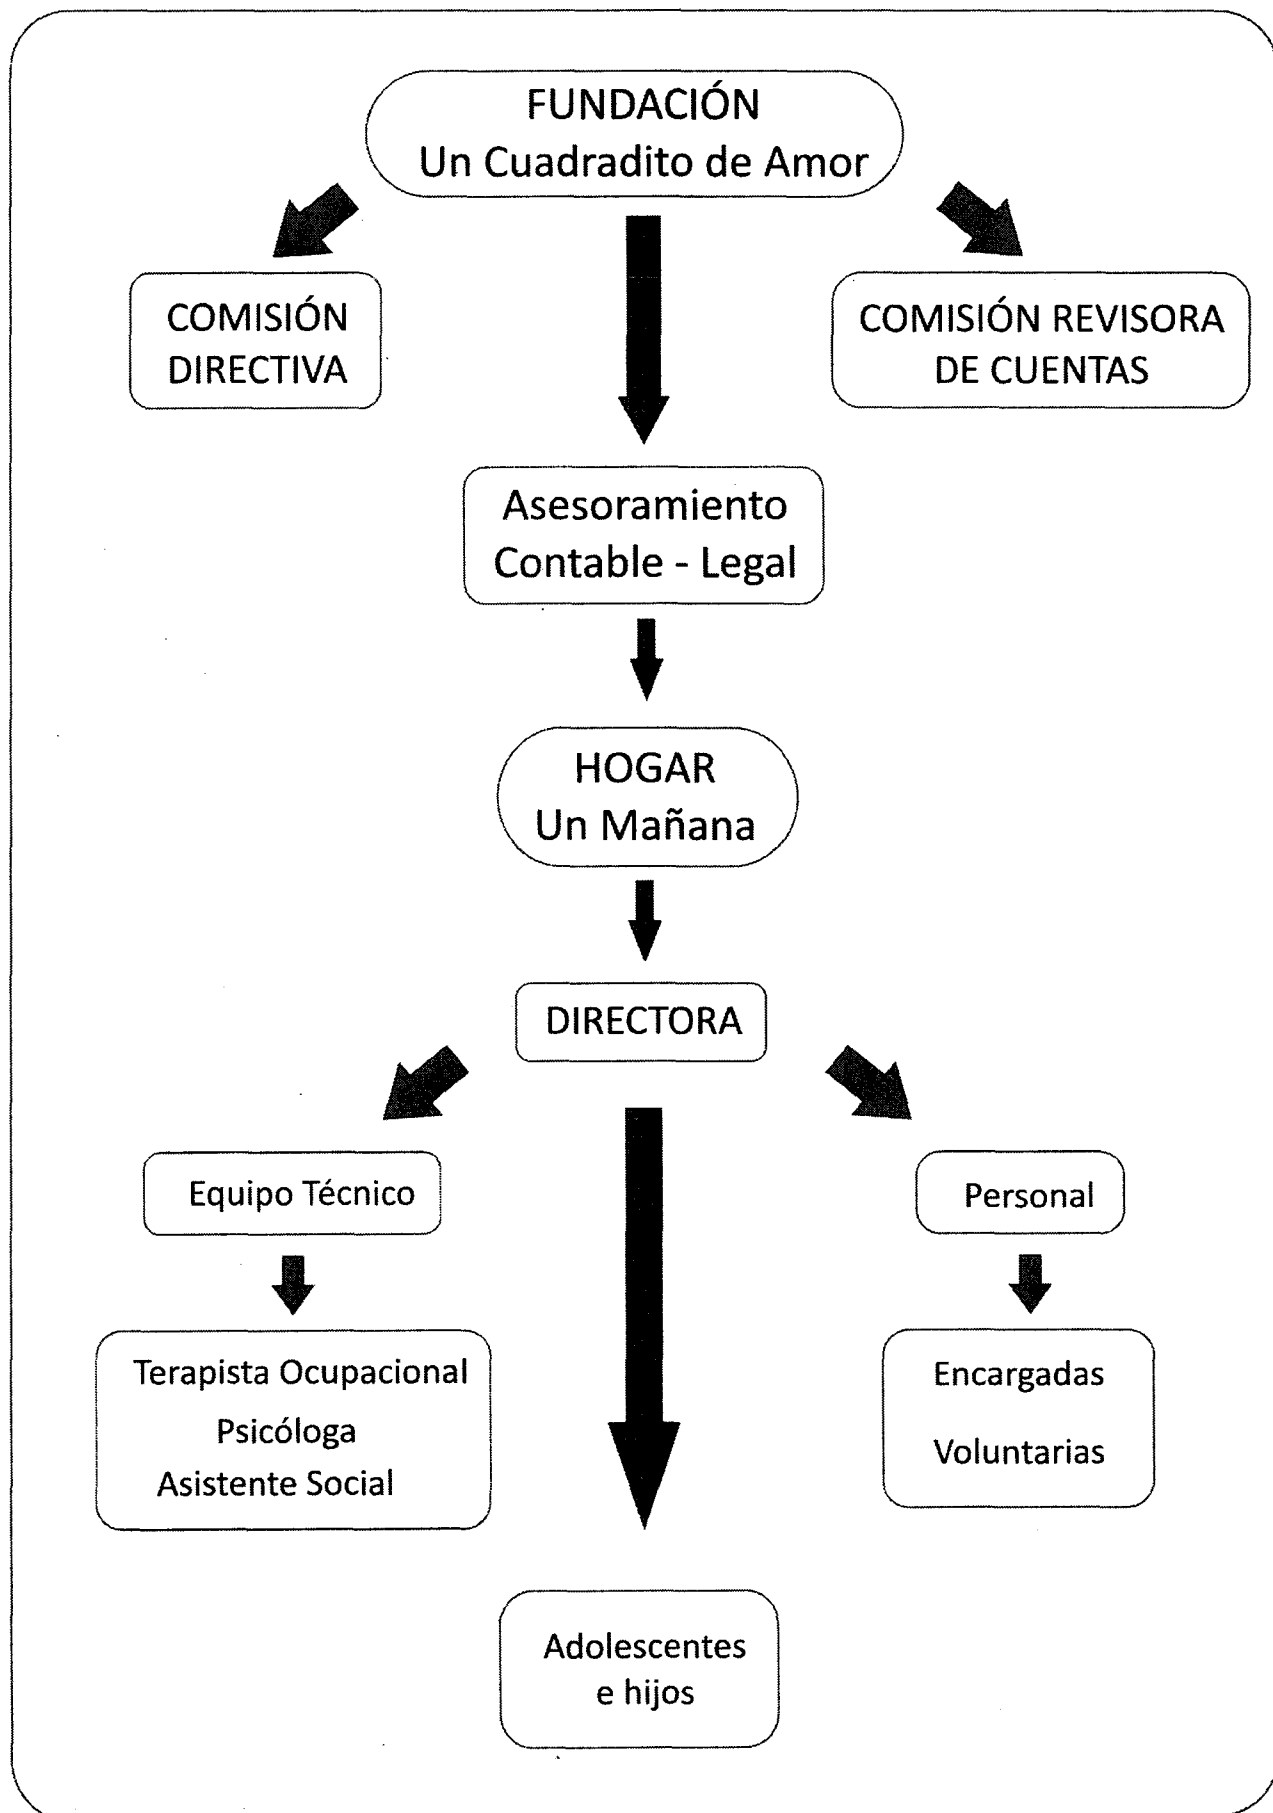 FUNDACIÓN
Un Cuadradito de Amor
COMISIÓN
DIRECTIVA
COMISIÓN REVISORA
DE CUENTAS
Asesoramiento
Contable - Legal
HOGAR
Un Mañana
DIRECTORA
Equipo Técnico
Personal
Terapista Ocupacional
Psicóloga
Asistente Social
Encargadas
Voluntarias
Adolescentes
e hijos